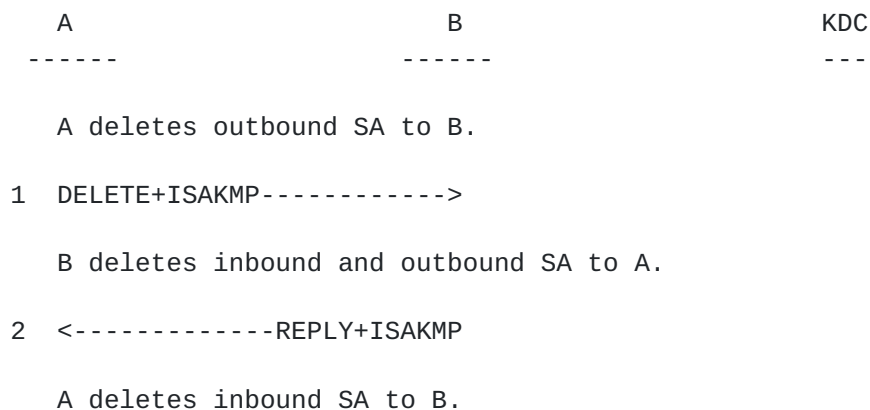 A                        B                       KDC
------                  ------                     ---
A deletes outbound SA to B.
1  DELETE+ISAKMP------------>
B deletes inbound and outbound SA to A.
2  <-------------REPLY+ISAKMP
A deletes inbound SA to B.